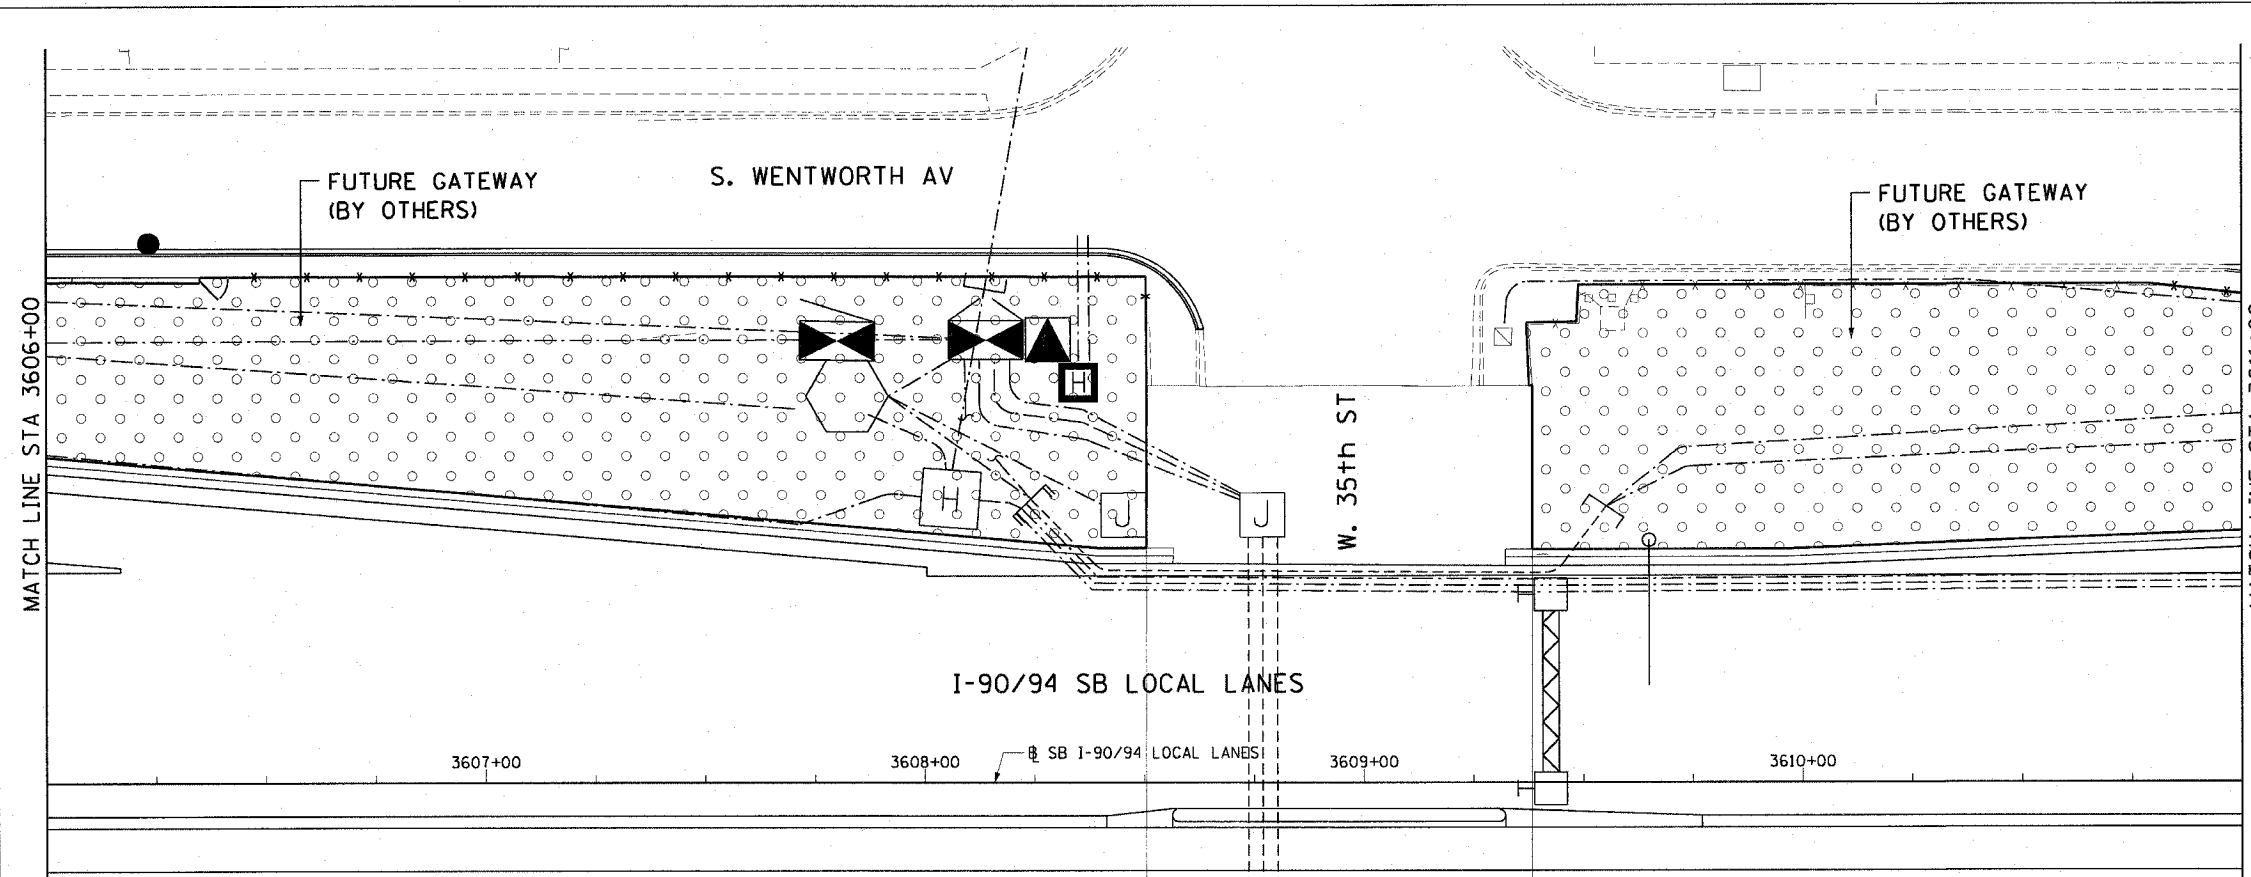 S. WENTWORTH AV
FUTURE GATEWAY
(BY OTHERS)
FUTURE GATEWAY
(BY OTHERS)
MATCH LINE STA 3606+00
H
H
J
J
W. 35th ST
I-90/94 SB LOCAL LANES
3607+00
3608+00
℄ SB I-90/94 LOCAL LANES
3609+00
3610+00